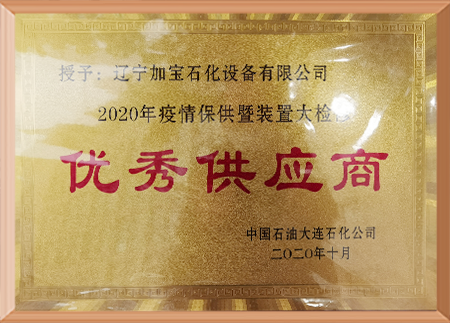 授予：辽宁加宝石化设备有限公司
2020年疫情保供暨装置大检
优秀供应商
中国石油大连石化公司
二〇二〇年十月